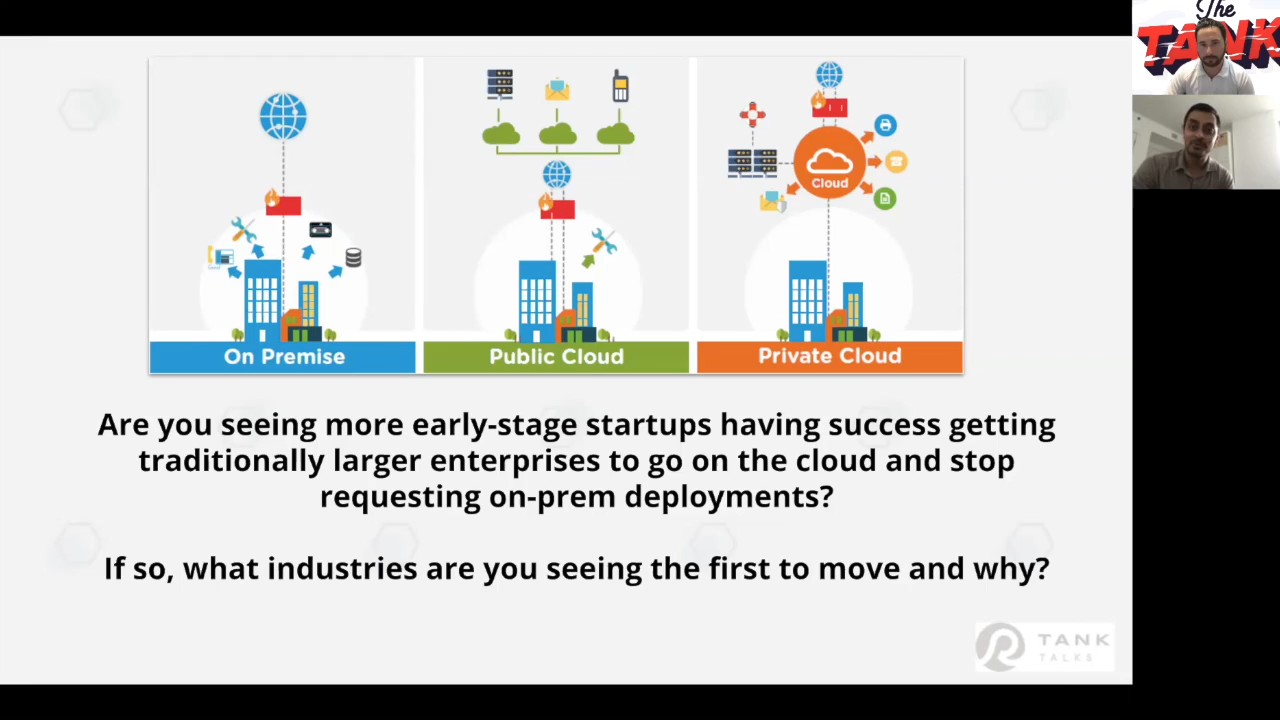 The
TANK
Cloud
On Premise
Public Cloud
Private Cloud
Are you seeing more early-stage startups having success getting
traditionally larger enterprises to go on the cloud and stop
requesting on-prem deployments?
If so, what industries are you seeing the first to move and why?
TANK
TALKS